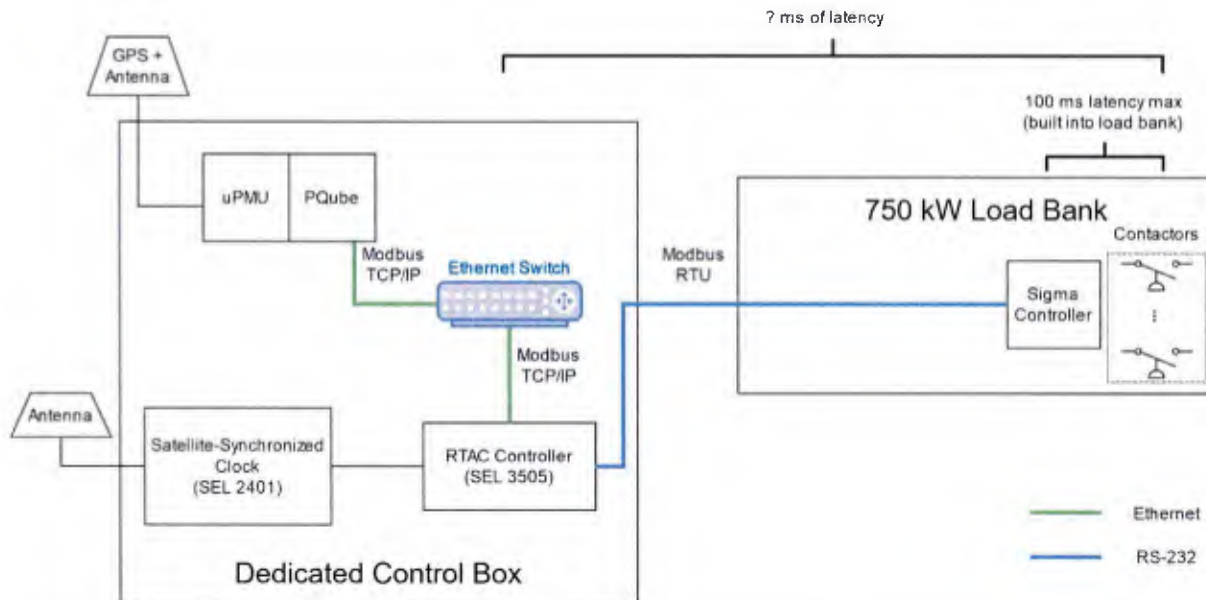 ? ms of latency
GPS +
Antenna
100 ms latency max
(built into load bank)
uPMU
PQube
750 kW Load Bank
Contactors
Modbus
TCP/IP
Ethernet Switch
Modbus
RTU
Sigma
Controller
Modbus
TCP/IP
Antenna
Satellite-Synchronized
Clock
(SEL 2401)
RTAC Controller
(SEL 3505)
Ethernet
RS-232
Dedicated Control Box